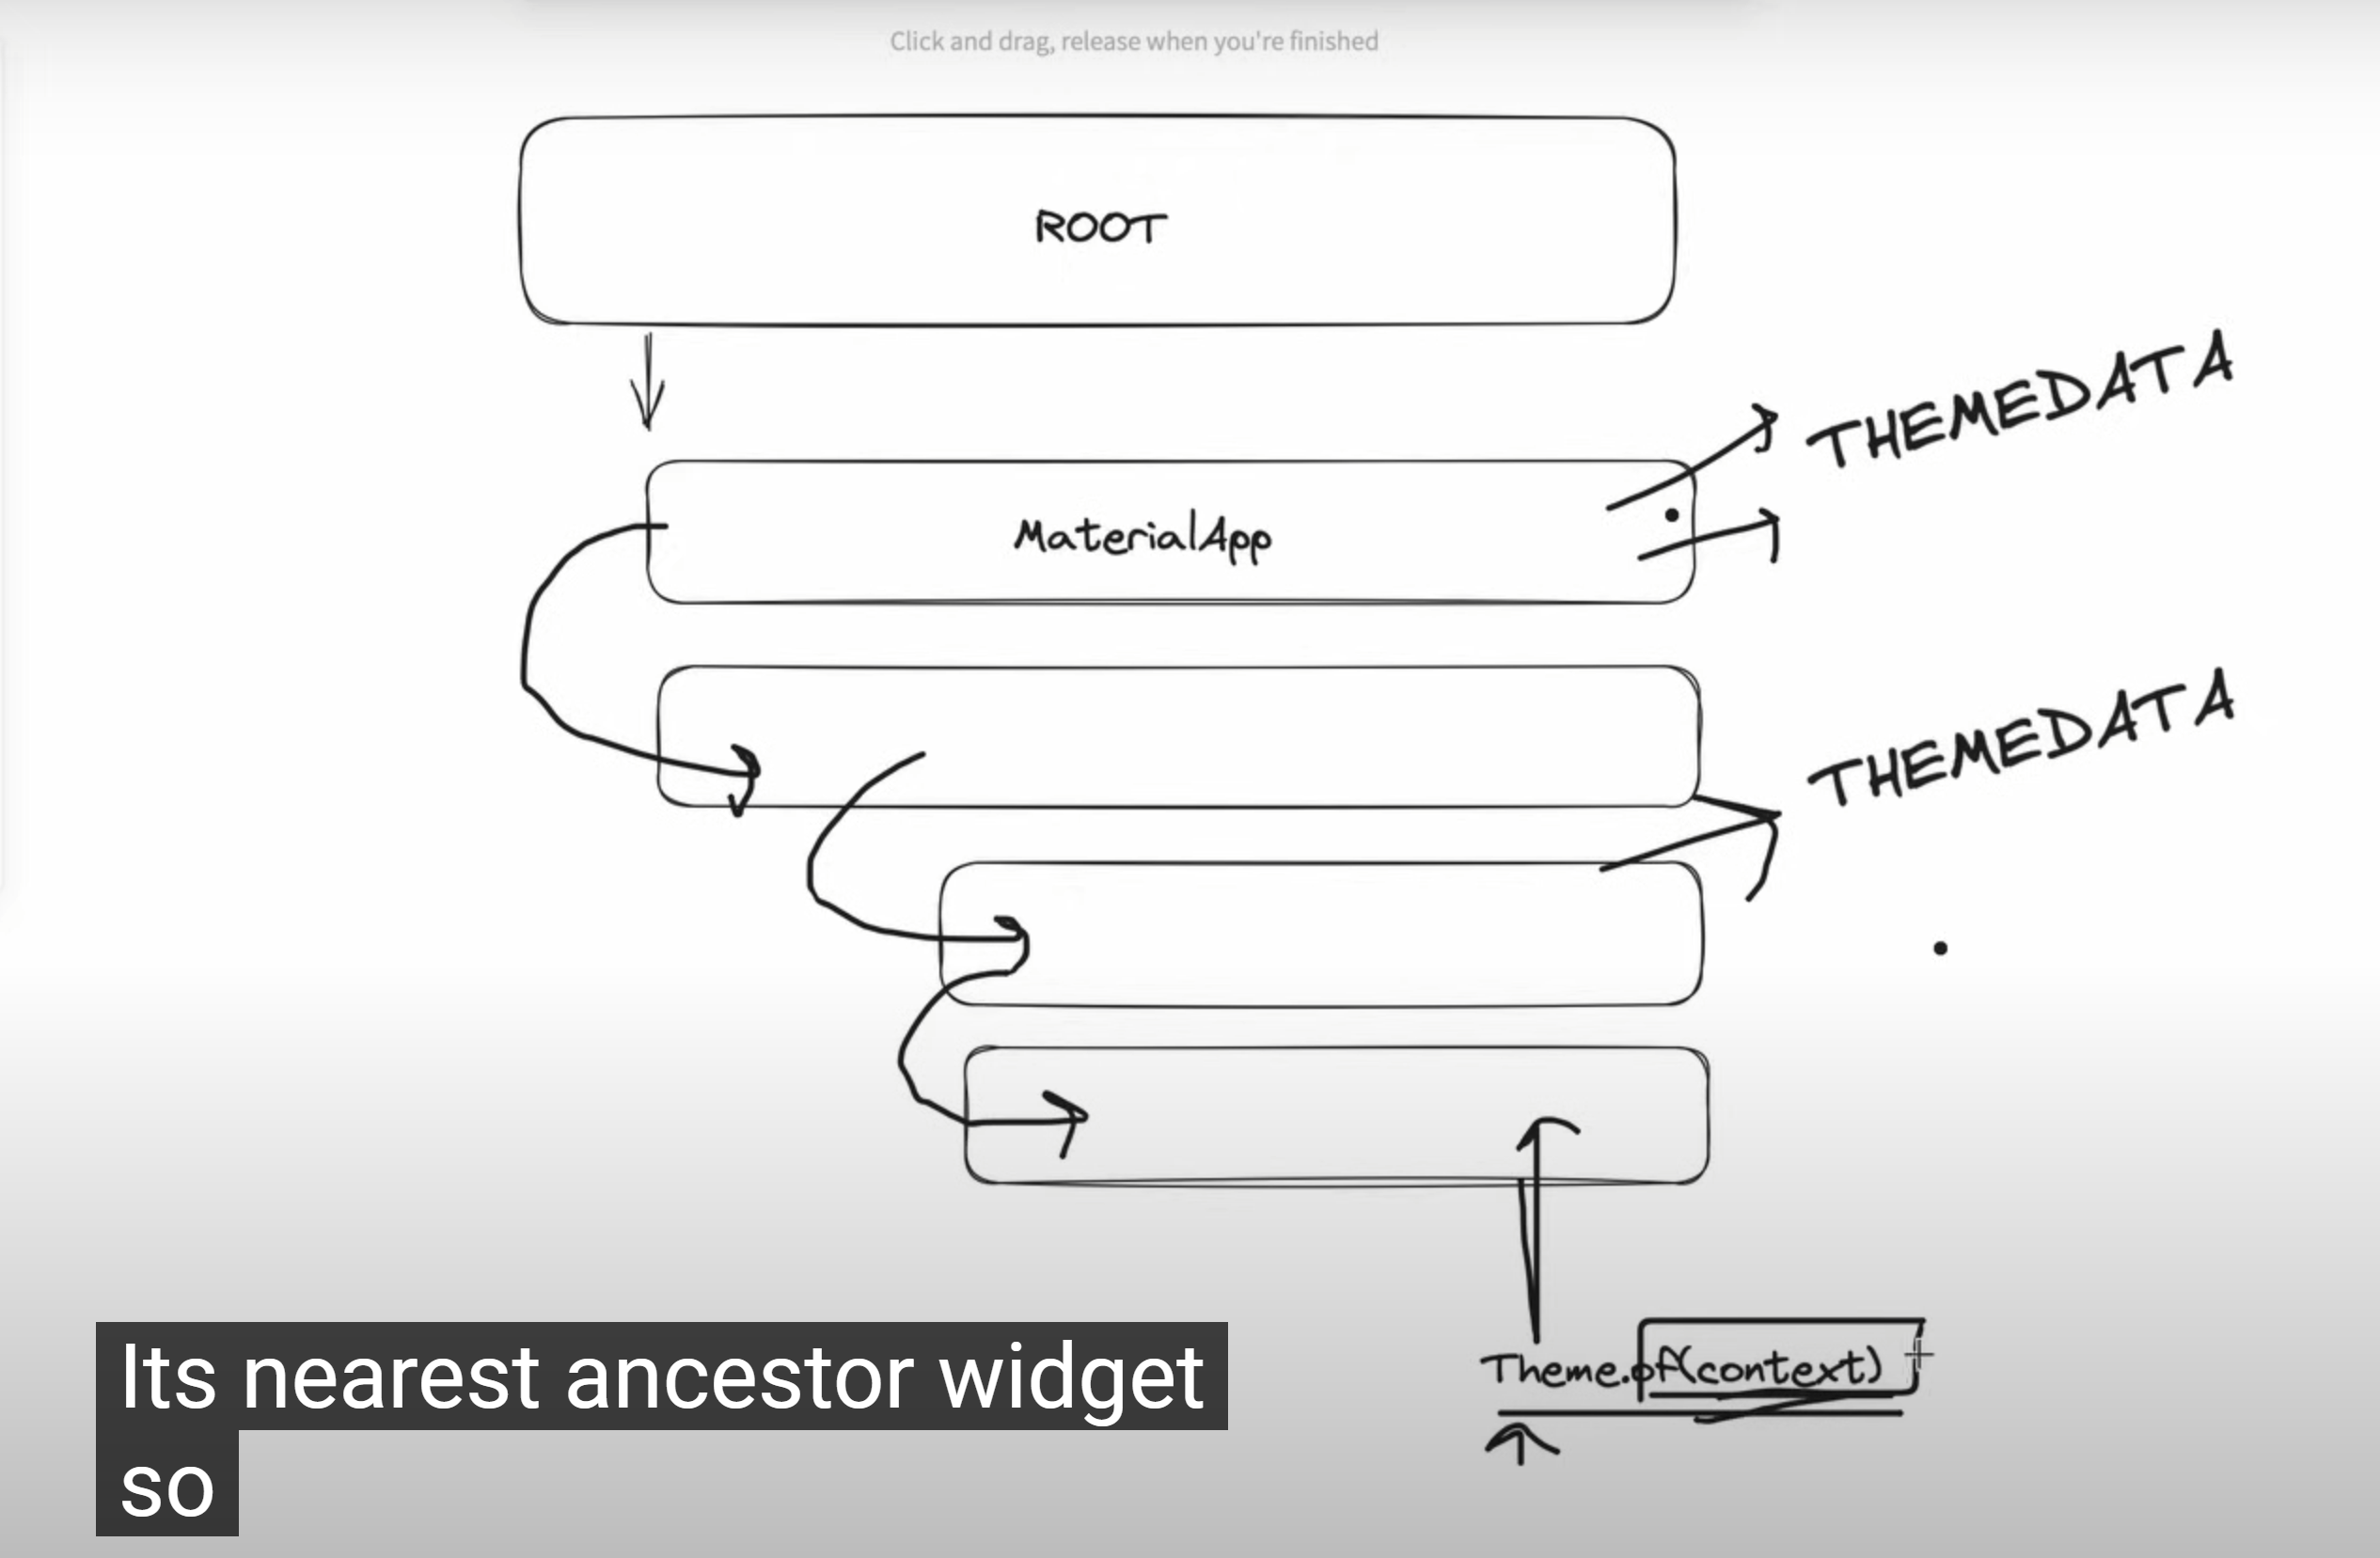 Click and drag, release when you're finished
ROOT
THEMEDATA
MaterialApp
THEMEDATA
Theme.of(context)
Its nearest ancestor widget
so